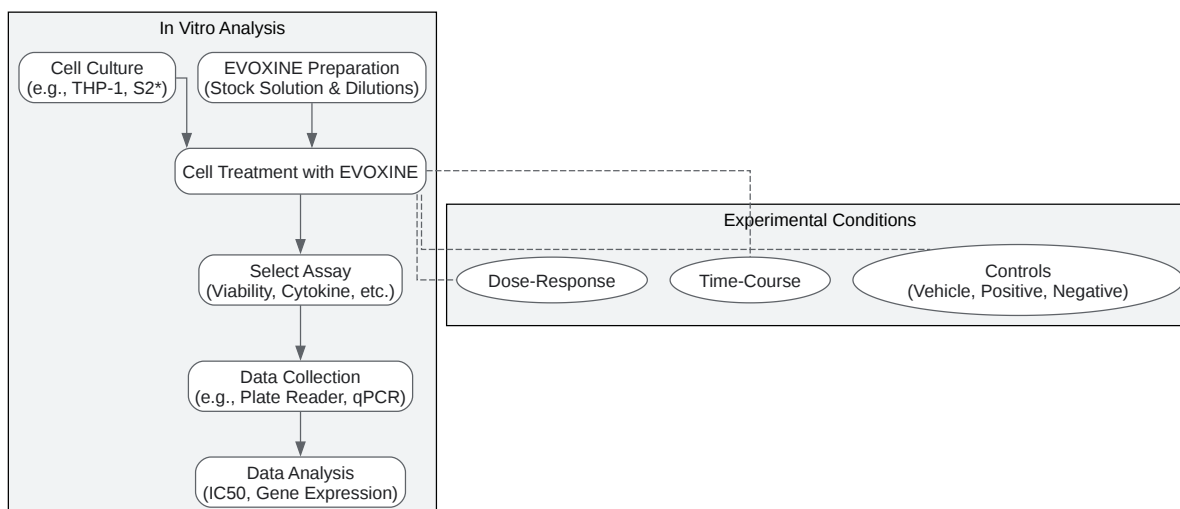 In Vitro Analysis
Cell Culture
(e.g., THP-1, S2*)
EVOXINE Preparation
(Stock Solution & Dilutions)
Cell Treatment with EVOXINE
Select Assay
(Viability, Cytokine, etc.)
Data Collection
(e.g., Plate Reader, qPCR)
Data Analysis
(IC50, Gene Expression)
Experimental Conditions
Dose-Response
Time-Course
Controls
(Vehicle, Positive, Negative)